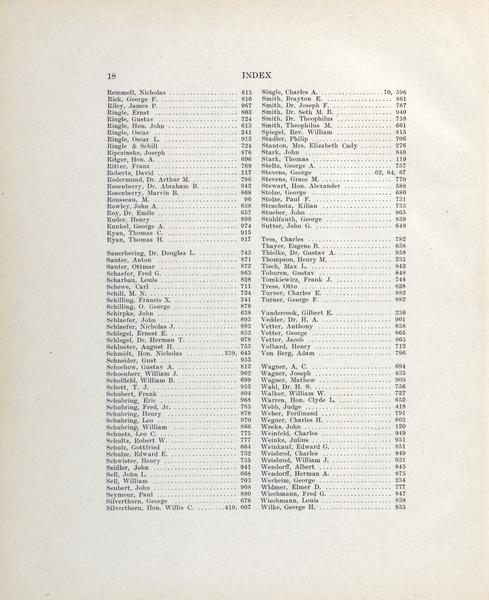 18 INDEX
Remmell, Nicholas 815
Rick, George F. 816
Riley, James P. 967
Ringle, Ernst 803
Ringle, Gustav 724
Ringle, Hon. John 613
Ringle, Oscar 241
Ringle, Oscar L. 915
Ringle & Schill 724
Ripczinske, Joseph 876
Ritger, Hon. A. 696
Ritter, Franz 769
Roberts, David 117
Rodermund, Dr. Arthur M. 796
Rosenberry, Dr. Abraham B. 942
Rosenberry, Marvin B. 868
Rousseau, M. 96
Rowley, John A. 638
Roy, Dr. Emile 657
Ruder, Henry 898
Runkel, George A. 974
Ryan, Thomas C. 915
Ryan, Thomas H. 917
Sauerhering, Dr. Douglas L. 743
Sauter, Anton 871
Sauter, Ottmar 872
Schaefer, Fred G. 963
Scharbau, Louis 828
Schewe, Carl 711
Schill, M. N. 724
Schilling, Francis X. 241
Schilling, O. George 878
Schirpke, John 638
Schlaefer, John 893
Schlaefer, Nicholas J. 893
Schlegel, Ernest E. 833
Schlegel, Dr. Herman T. 978
Schlueter, August H. 753
Schmidt, Hon. Nicholas 239, 645
Schneider, Gust 953
Schochow, Gustav A. 812
Schoenherr, William J. 962
Scholfield, William B. 699
Schott, T. J. 952
Schubert, Frank 804
Schubring, Eric 968
Schubring, Fred, Jr. 785
Schubring, Henry 878
Schubring, Leo 970
Schubring, William 866
Schuetz, Leo C. 775
Schultz, Robert W. 777
Schulz, Gottfried 664
Schulze, Edward E. 732
Schwister, Henry 735
Seidler, John 941
Sell, John L. 668
Sell, William 703
Seubert, John 908
Seymour, Paul 890
Silverthorn, George 676
Silverthorn, Hon. Willis C. 419, 607
Single, Charles A. 70, 596
Smith, Brayton E. 861
Smith, Dr. Joseph F. 787
Smith, Dr. Seth M. B. 940
Smith, Dr. Theophilus 758
Smith, Theophilus M. 661
Spiegel, Rev. William 815
Stadler, Philip 706
Stanton, Mrs. Elizabeth Cady 276
Stark, John 848
Stark, Thomas 119
Steltz, George A. 757
Stevens, George 62, 64, 67
Stevens, Grace M. 770
Stewart, Hon. Alexander 588
Stolze, George 680
Stolze, Paul F. 731
Strachota, Kilian 733
Stueber, John 965
Stuhlfauth, George 839
Sutter, John G. 648
Tess, Charles 782
Thayer, Eugene B. 658
Thielke, Dr. Gustav A. 958
Thompson, Henry M. 235
Tisch, Max L. 842
Toburen, Gustav 848
Tomkiewicz, Frank J. 744
Tress, Otto 828
Turner, Charles E. 882
Turner, George F. 882
Vandercook, Gilbert E. 236
Vedder, Dr. H. A. 901
Vetter, Anthony 858
Vetter, George 865
Vetter, Jacob 865
Volhard, Henry 712
Von Berg, Adam 796
Wagner, A. C. 694
Wagner, Joseph 835
Wagner, Mathew 909
Wahl, Dr. H. S. 756
Walker, William W. 727
Warren, Hon. Clyde L. 652
Webb, Judge 418
Weber, Ferdinand 791
Wegner, Charles H. 862
Weeks, John 120
Weinfeld, Charles 949
Weinke, Julius 951
Weinkauf, Edward G. 851
Weisbrod, Charles 849
Weisbrod, William J. 931
Wendorff, Albert 845
Wendorff, Herman A. 875
Werheim, George 234
Widmer, Elmer D. 777
Wiechmann, Fred G. 847
Wiechmann, Louis 838
Wilke, George H. 833